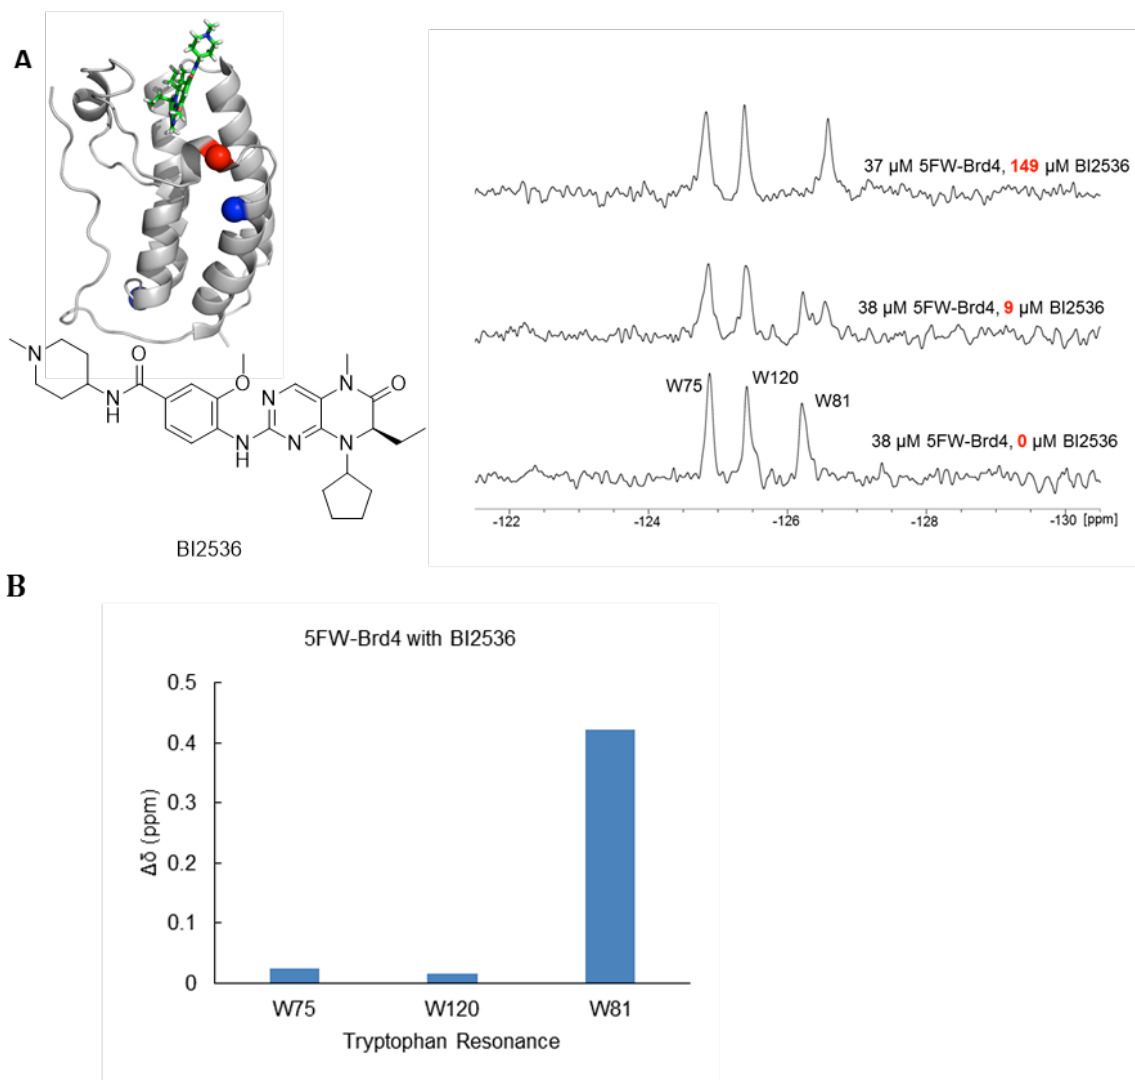 A
37 µM 5FW-Brd4, 149 µM BI2536
38 µM 5FW-Brd4, 9 µM BI2536
W75
W120
W81
38 µM 5FW-Brd4, 0 µM BI2536
-122
-124
-126
-128
-130
[ppm]
N
N
H
O
O
N
H
N
N
N
N
O
BI2536
B
5FW-Brd4 with BI2536
0.5
0.4
0.3
0.2
0.1
0
Δδ (ppm)
W75
W120
W81
Tryptophan Resonance